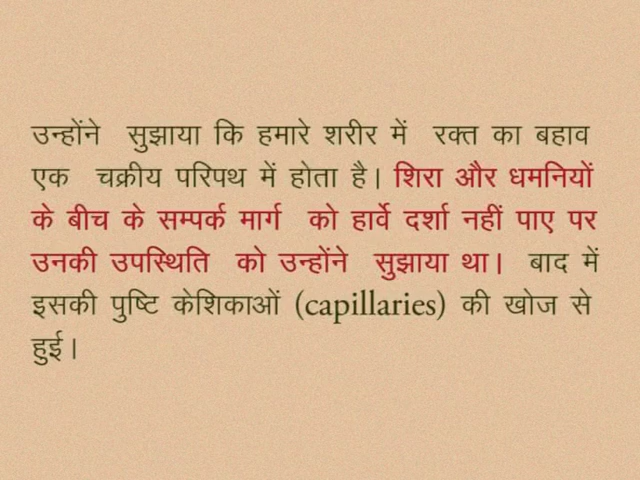 उन्होंने सुझाया कि हमारे शरीर में रक्त का बहाव
एक चक्रीय परिपथ में होता है। शिरा और धमनियों
के बीच के सम्पर्क मार्ग को हार्वे दर्शा नहीं पाए पर
उनकी उपस्थिति को उन्होंने सुझाया था। बाद में
इसकी पुष्टि केशिकाओं (capillaries) की खोज से
हुई।